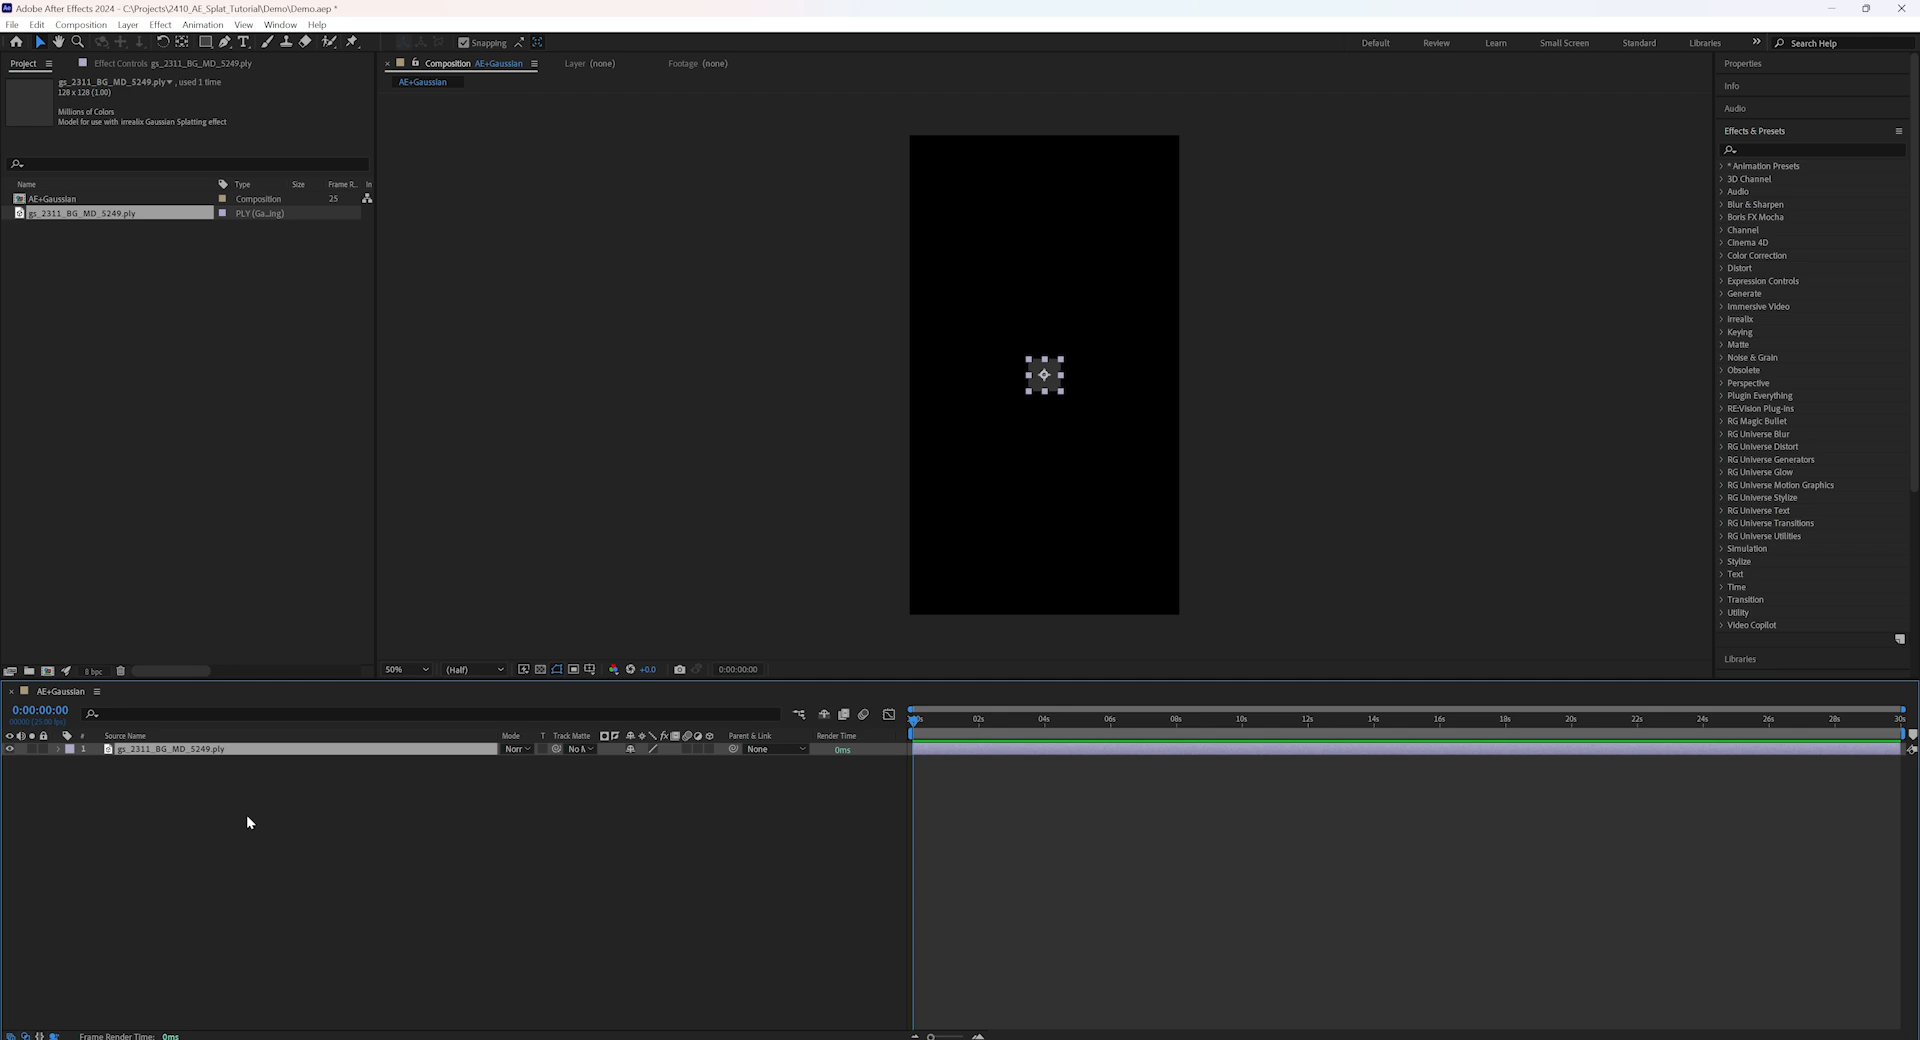 Adobe After Effects 2024 - C:\Projects\2410_AE_Splat_Tutorial\Demo\Demo.aep *
File Edit Composition Layer Effect Animation View Window Help
Snapping
Default Review Learn Small Screen Standard Libraries Search Help
Project Effect Controls gs_2311_BG_MD_5249.ply
gs_2311_BG_MD_5249.ply , used 1 time
128 x 128 (1.00)
Millions of Colors
Model for use with irrealix Gaussian Splatting effect
Name Type Size Frame R... In
AE+Gaussian Composition 25
gs_2311_BG_MD_5249.ply PLY (Ga...ing)
8 bpc
Composition AE+Gaussian Layer (none) Footage (none)
AE+Gaussian
50% (Half) +0.0 0:00:00:00
Properties
Info
Audio
Effects & Presets
* Animation Presets
3D Channel
Audio
Blur & Sharpen
Boris FX Mocha
Channel
Cinema 4D
Color Correction
Distort
Expression Controls
Generate
Immersive Video
Irrealix
Keying
Matte
Noise & Grain
Obsolete
Perspective
Plugin Everything
RE:Vision Plug-ins
RG Magic Bullet
RG Universe Blur
RG Universe Distort
RG Universe Generators
RG Universe Glow
RG Universe Motion Graphics
RG Universe Stylize
RG Universe Text
RG Universe Transitions
RG Universe Utilities
Simulation
Stylize
Text
Time
Transition
Utility
Video Copilot
Libraries
AE+Gaussian
0:00:00:00
00000 (25.00 fps)
02s 04s 06s 08s 10s 12s 14s 16s 18s 20s 22s 24s 26s 28s 30s
# Source Name Mode T Track Matte fx Parent & Link Render Time
1 gs_2311_BG_MD_5249.ply Norr No M None 0ms
Frame Render Time: 0ms